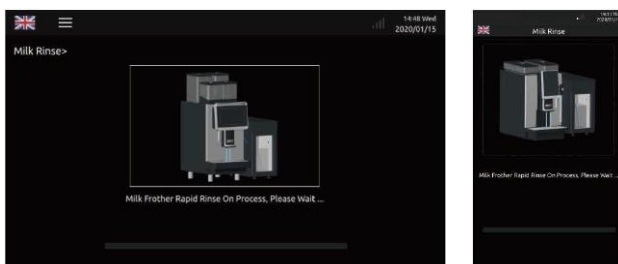 14:48 Wed
2020/01/15
Milk Rinse>
Milk Frother Rapid Rinse On Process, Please Wait ...
Milk Rinse
Milk Frother Rapid Rinse On Process, Please Wait ...